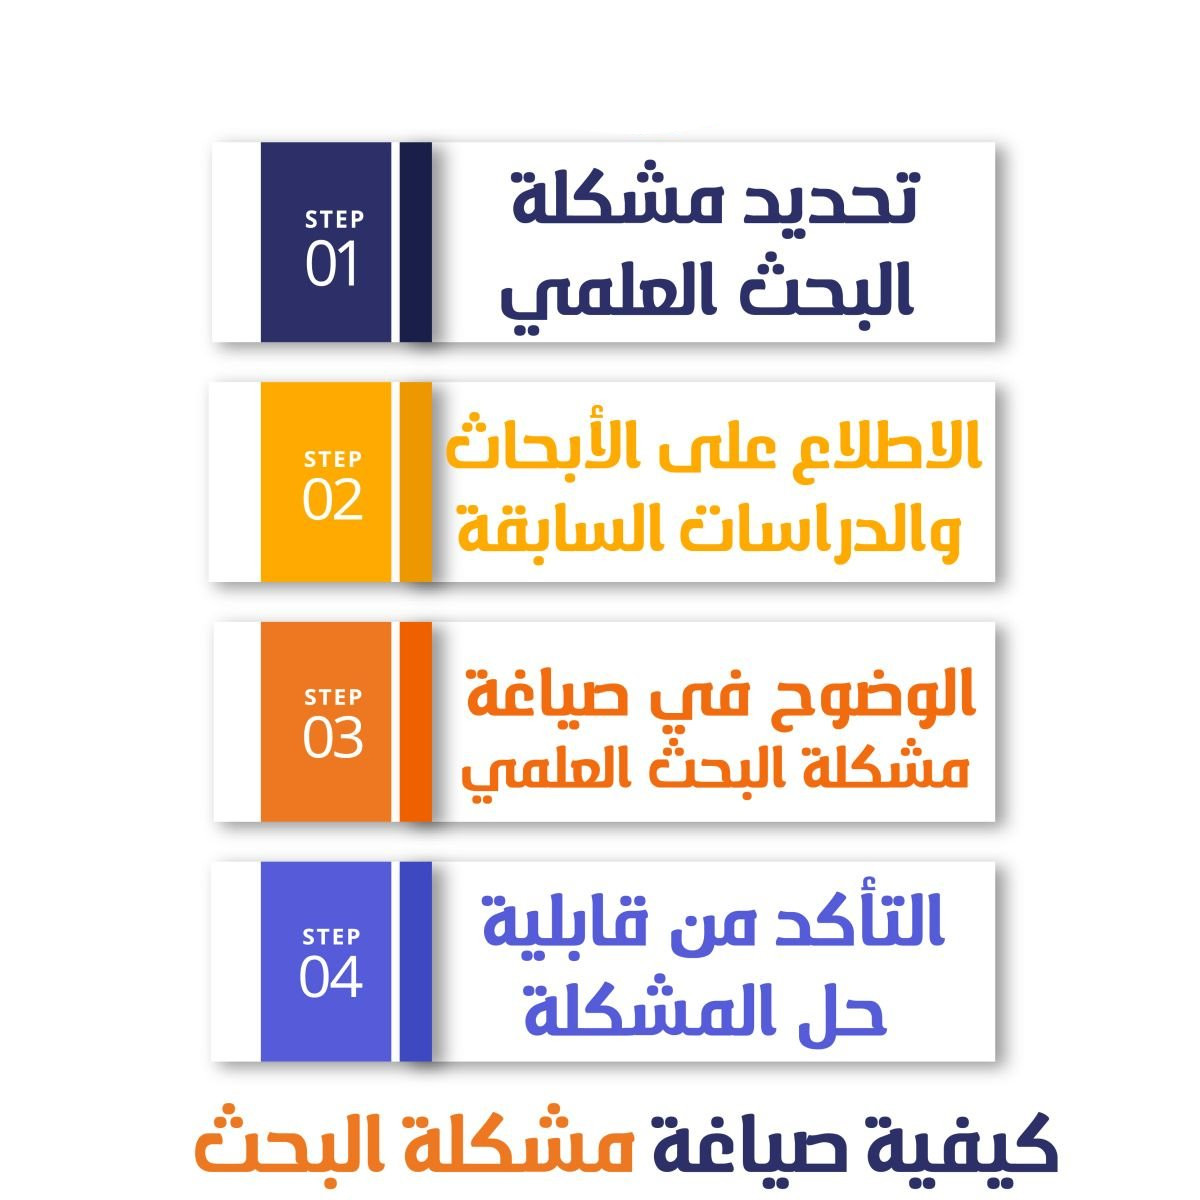 STEP
01
تحديد مشكلة
البحث العلمي
STEP
02
الاطلاع على الأبحاث
والدراسات السابقة
STEP
03
الوضوح في صياغة
مشكلة البحث العلمي
STEP
04
التأكد من قابلية
حل المشكلة
كيفية صياغة مشكلة البحث